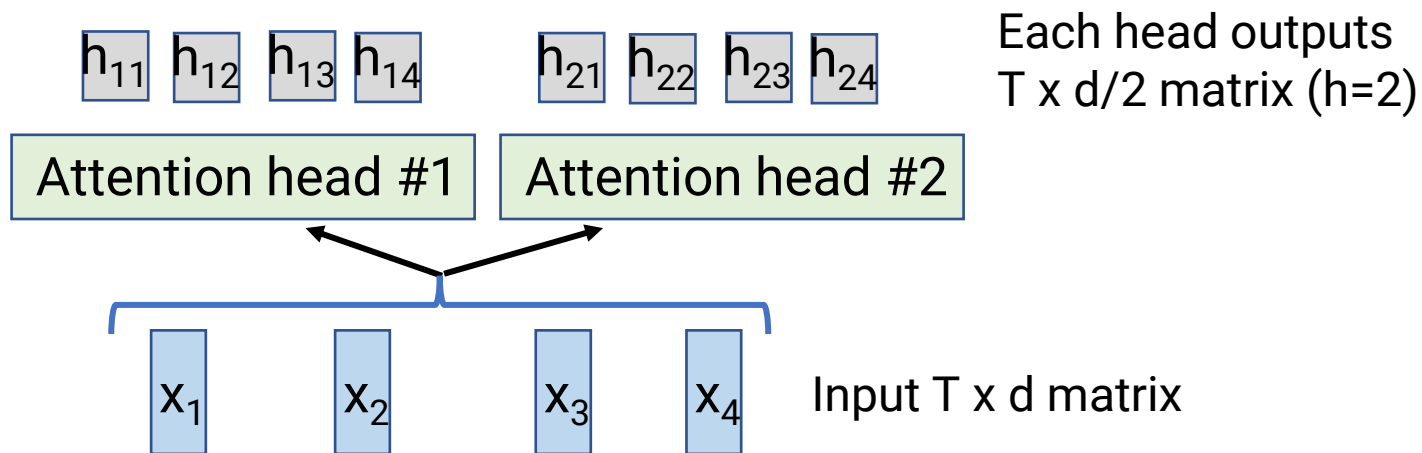 h₁₁ h₁₂ h₁₃ h₁₄ h₂₁ h₂₂ h₂₃ h₂₄
Each head outputs
T x d/2 matrix (h=2)
Attention head #1
Attention head #2
x₁ x₂ x₃ x₄
Input T x d matrix